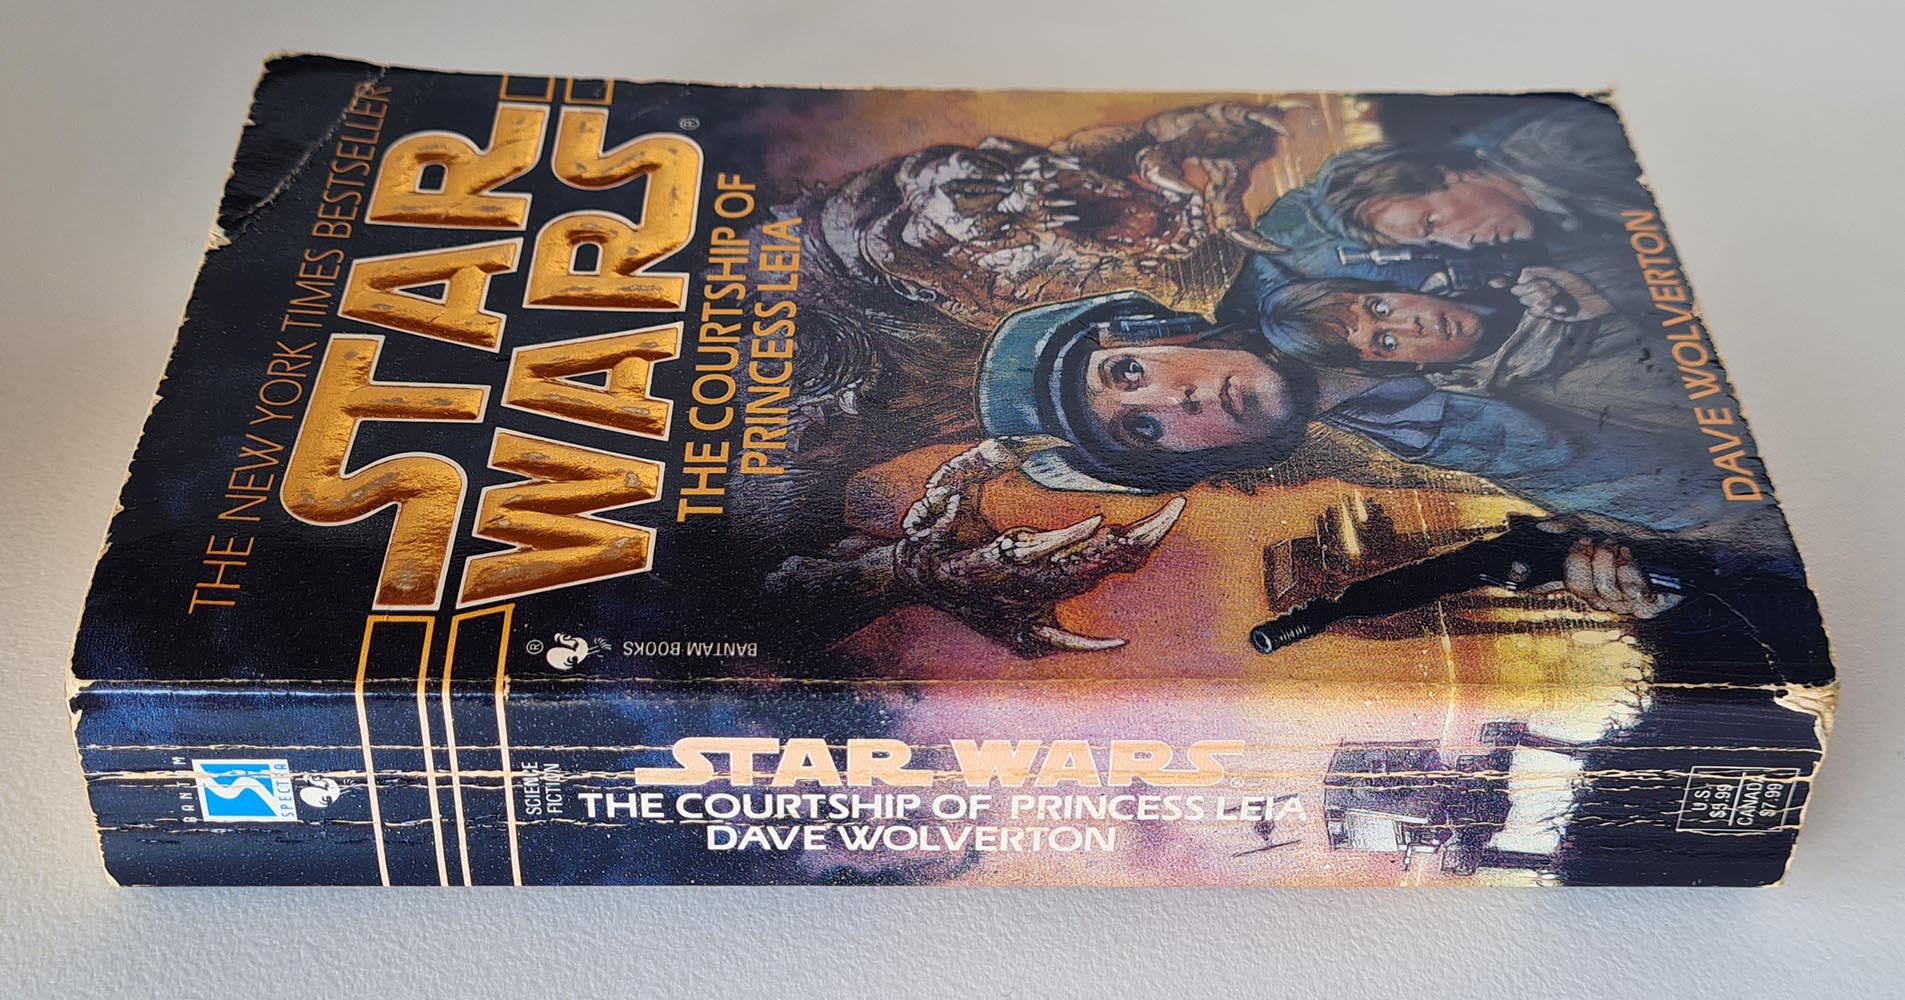 THE NEW YORK TIMES BESTSELLER
STAR
WARS®
THE COURTSHIP OF
PRINCESS LEIA
DAVE WOLVERTON
® BANTAM BOOKS
BANTAM
SPECTRA
SCIENCE
FICTION
STAR WARS®
THE COURTSHIP OF PRINCESS LEIA
DAVE WOLVERTON
U.S.
$5.99
CANADA
$7.99